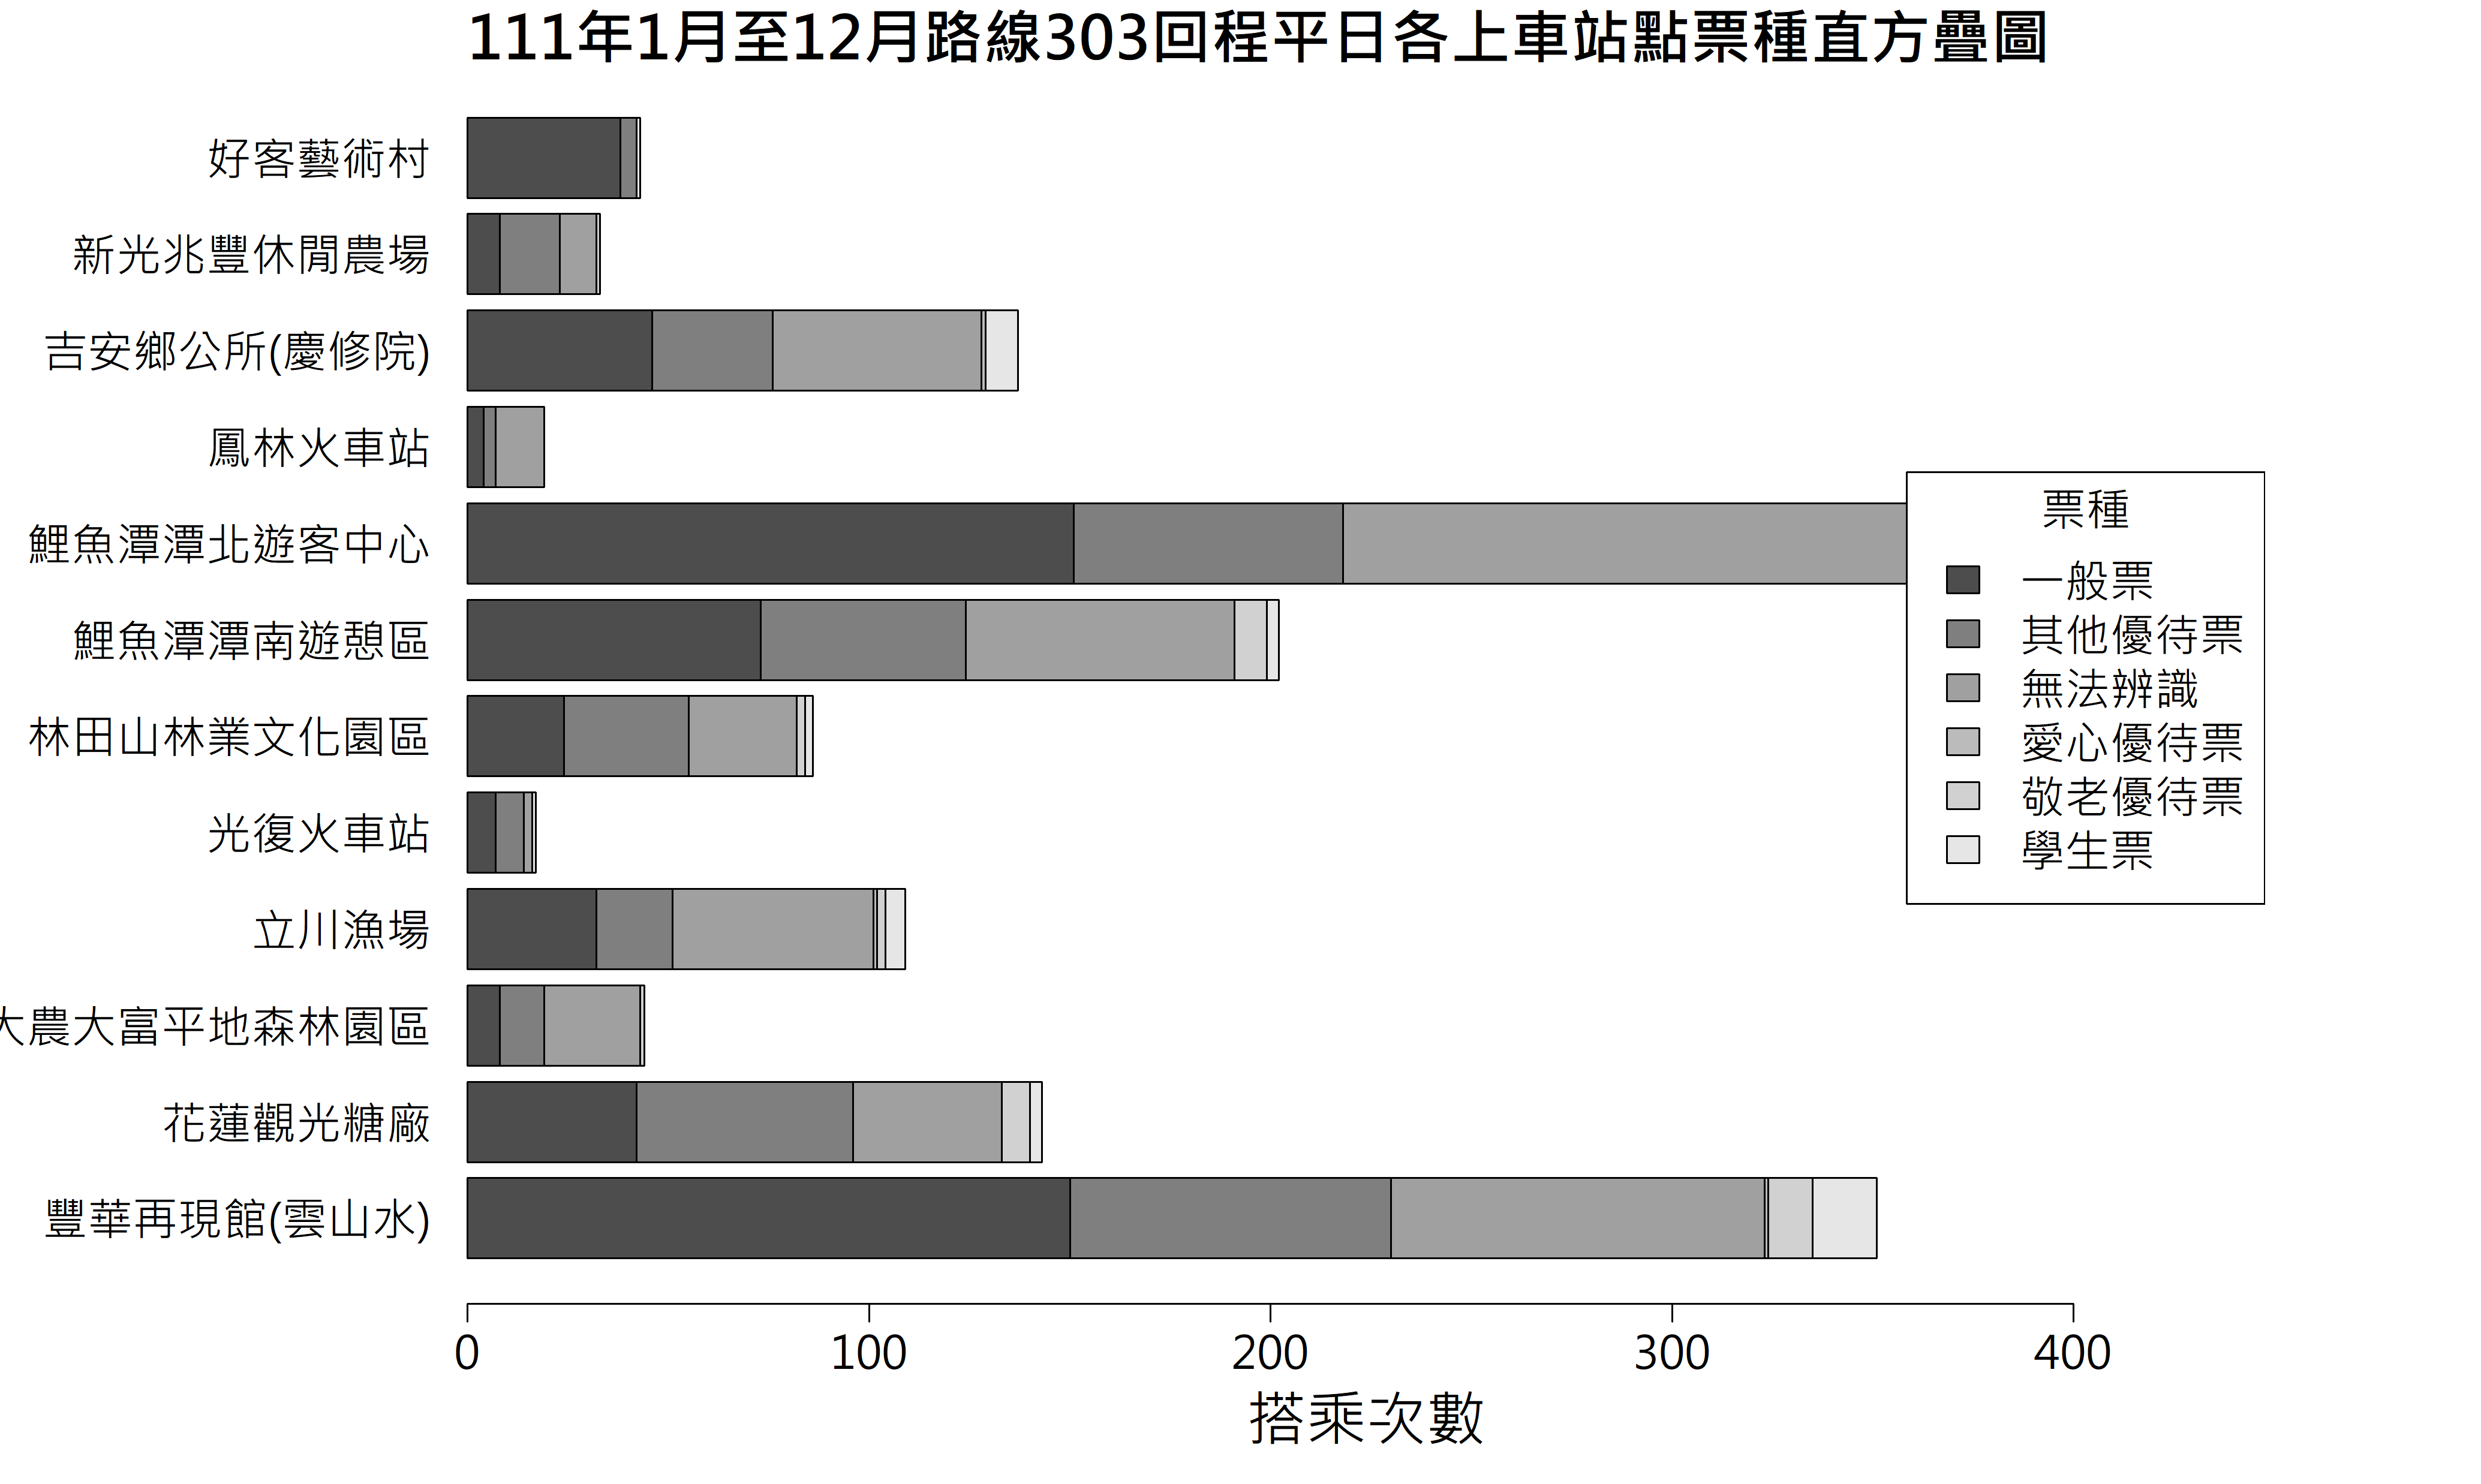 111年1月至12月路線303回程平日各上車站點票種直方疊圖
好客藝術村
新光兆豐休閒農場
吉安鄉公所(慶修院)
鳳林火車站
鯉魚潭潭北遊客中心
鯉魚潭潭南遊憩區
林田山林業文化園區
光復火車站
立川漁場
大農大富平地森林園區
花蓮觀光糖廠
豐華再現館(雲山水)
票種
一般票
其他優待票
無法辨識
愛心優待票
敬老優待票
學生票
0 100 200 300 400
搭乘次數